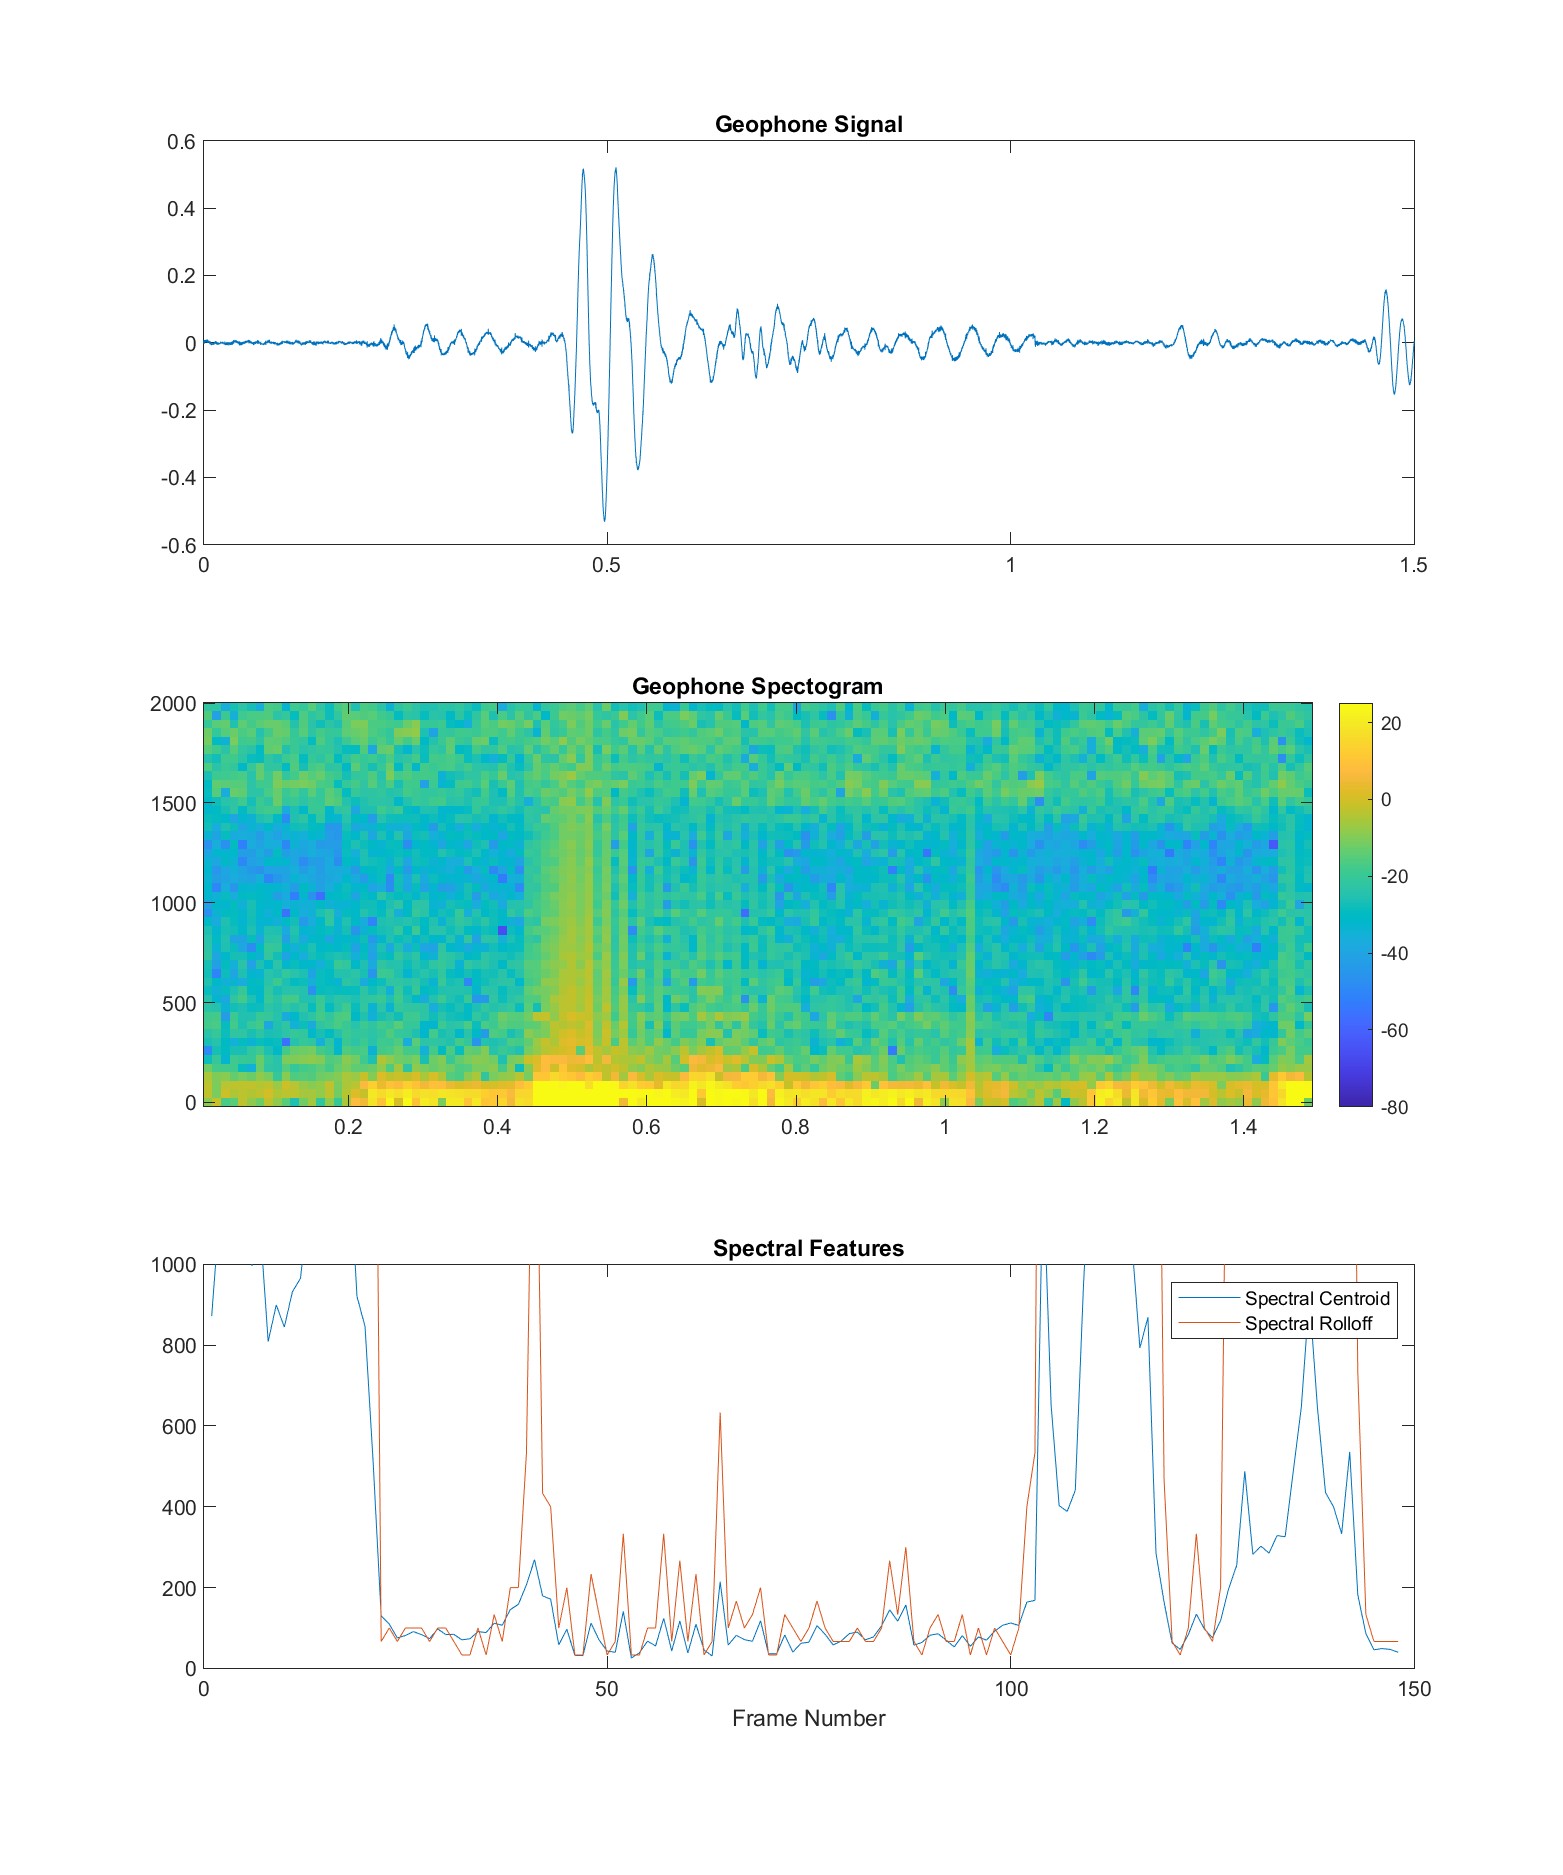 Geophone Signal
0.6
0.4
0.2
0
-0.2
-0.4
-0.6
0 0.5 1 1.5
Geophone Spectogram
2000
1500
1000
500
0
0.2 0.4 0.6 0.8 1 1.2 1.4
20
0
-20
-40
-60
-80
Spectral Features
1000
800
600
400
200
0
Spectral Centroid
Spectral Rolloff
0 50 100 150
Frame Number